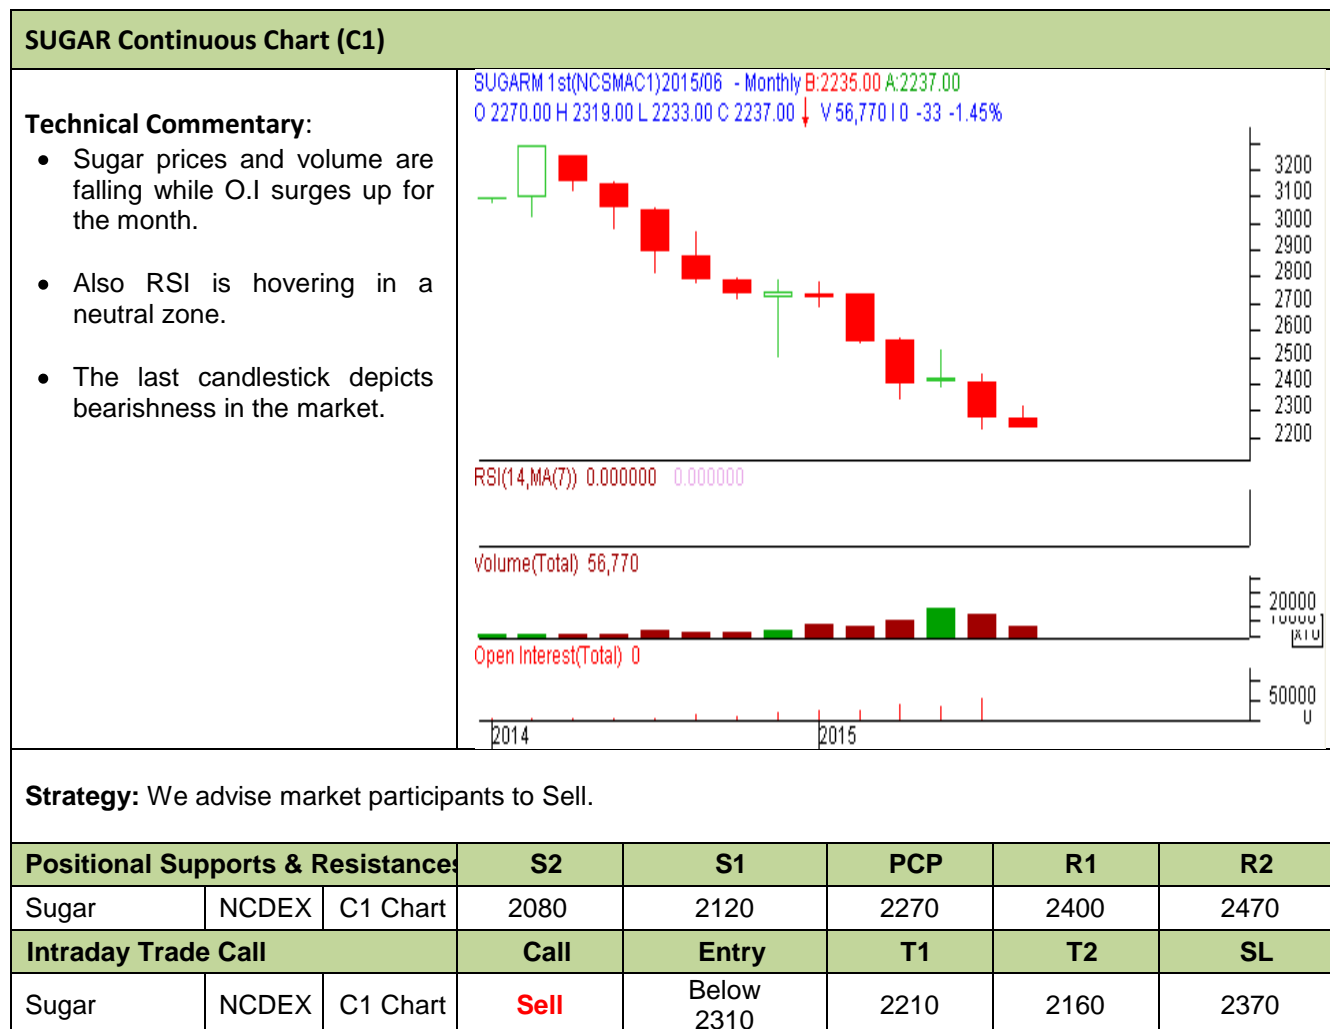 SUGAR Continuous Chart (C1)
Technical Commentary:
• Sugar prices and volume are
falling while O.I surges up for
the month.
• Also RSI is hovering in a
neutral zone.
• The last candlestick depicts
bearishness in the market.
SUGARM 1st(NCSMAC1)2015/06 - Monthly B:2235.00 A:2237.00
O 2270.00 H 2319.00 L 2233.00 C 2237.00 V 56,770 I 0 -33 -1.45%
3200
3100
3000
2900
2800
2700
2600
2500
2400
2300
2200
RSI(14,MA(7)) 0.000000 0.000000
Volume(Total) 56,770
20000
10000
X10
Open Interest(Total) 0
50000
0
2014 2015
Strategy: We advise market participants to Sell.
Positional Supports & Resistances S2 S1 PCP R1 R2
Sugar NCDEX C1 Chart 2080 2120 2270 2400 2470
Intraday Trade Call Call Entry T1 T2 SL
Sugar NCDEX C1 Chart Sell Below 2310 2210 2160 2370